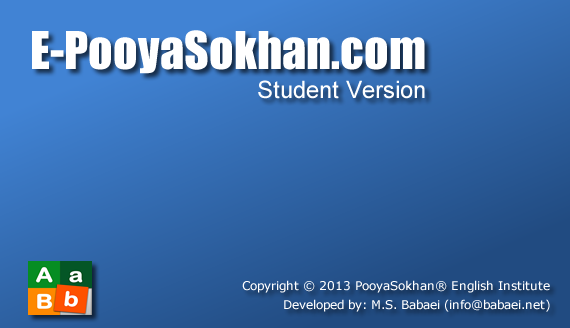 E-PooyaSokhan.com
Student Version
A a
B b
Copyright © 2013 PooyaSokhan® English Institute
Developed by: M.S. Babaei (info@babaei.net)